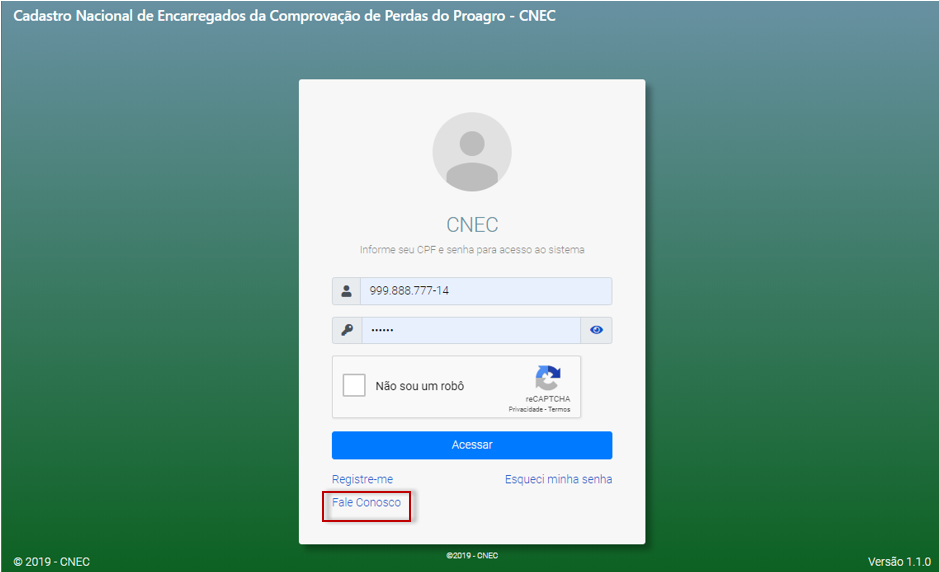 Cadastro Nacional de Encarregados da Comprovação de Perdas do Proagro - CNEC
CNEC
Informe seu CPF e senha para acesso ao sistema
999.888.777-14
••••••
Não sou um robô
reCAPTCHA
Privacidade - Termos
Acessar
Registre-me
Esqueci minha senha
Fale Conosco
©2019 - CNEC
© 2019 - CNEC
Versão 1.1.0